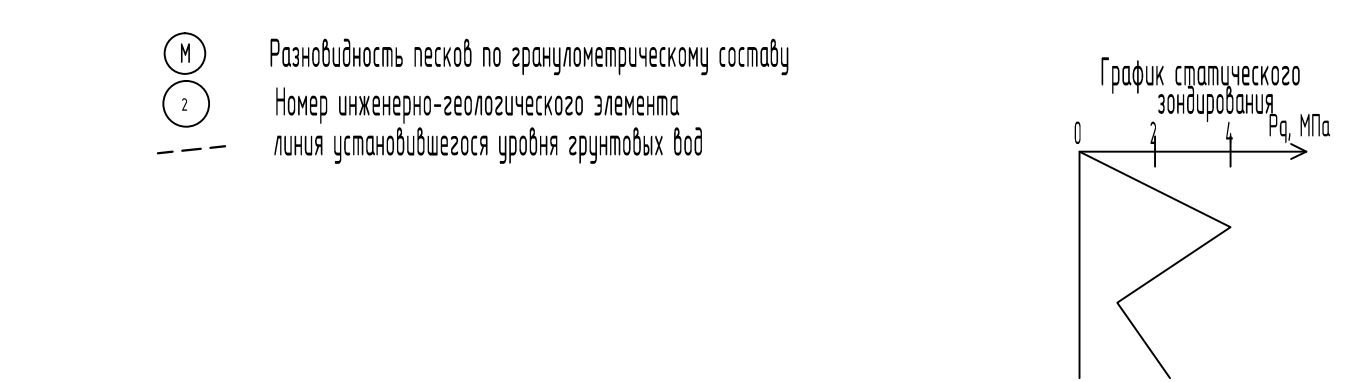 М Разновидность песков по гранулометрическому составу
2 Номер инженерно-геологического элемента
линия установившегося уровня грунтовых вод
График статического
зондирования
0 2 4 Pq, МПа